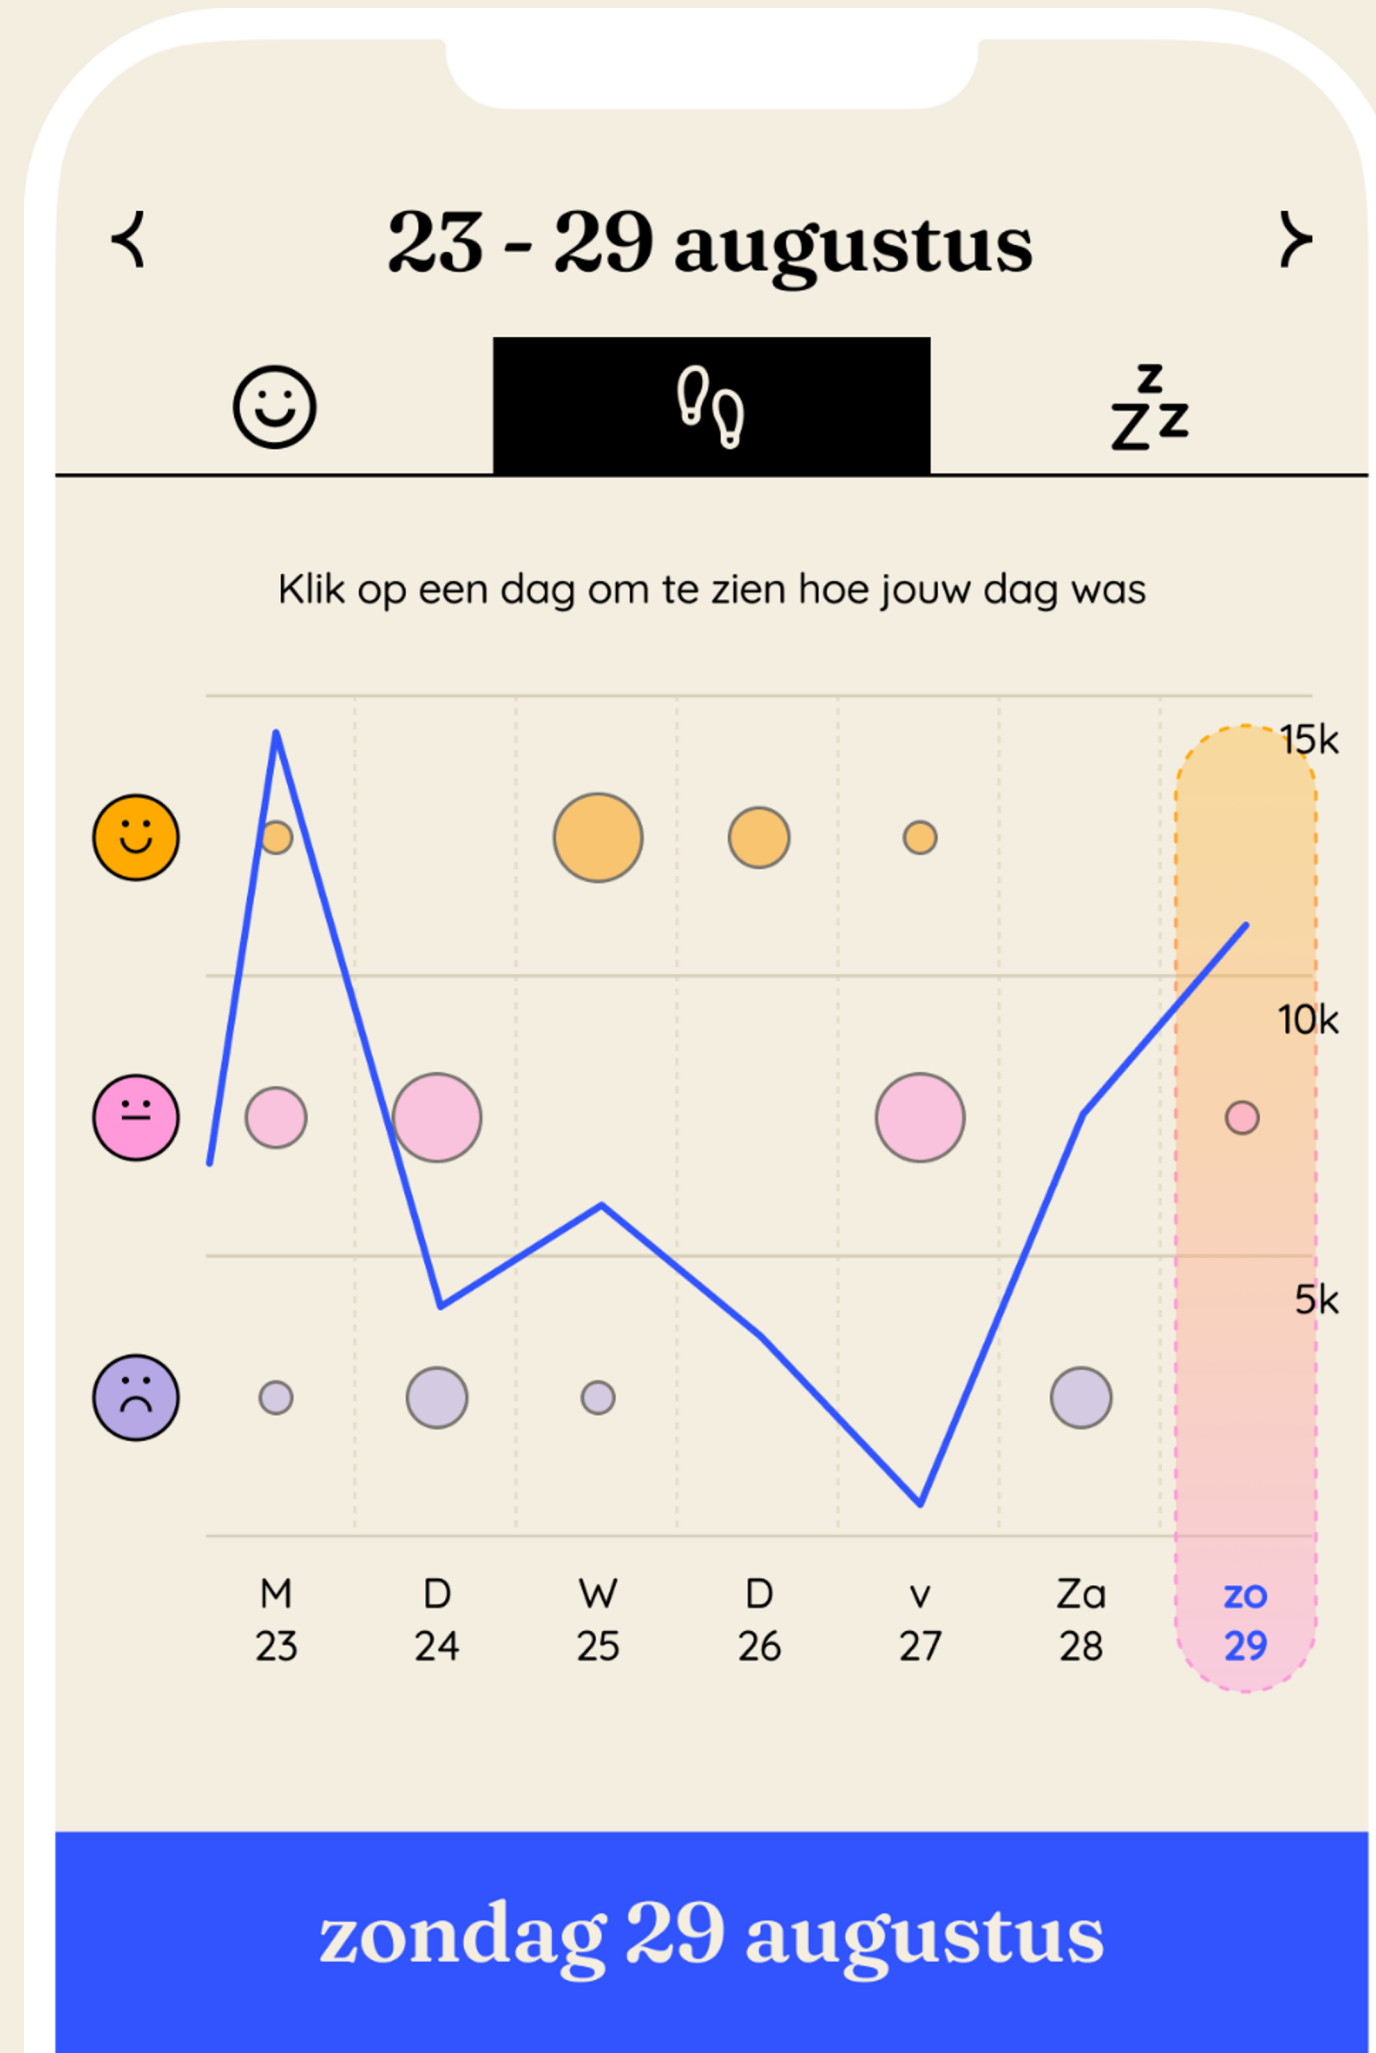 23 - 29 augustus
z
Z z
Klik op een dag om te zien hoe jouw dag was
15k
10k
5k
M D W D v Za zo
23 24 25 26 27 28 29
zondag 29 augustus